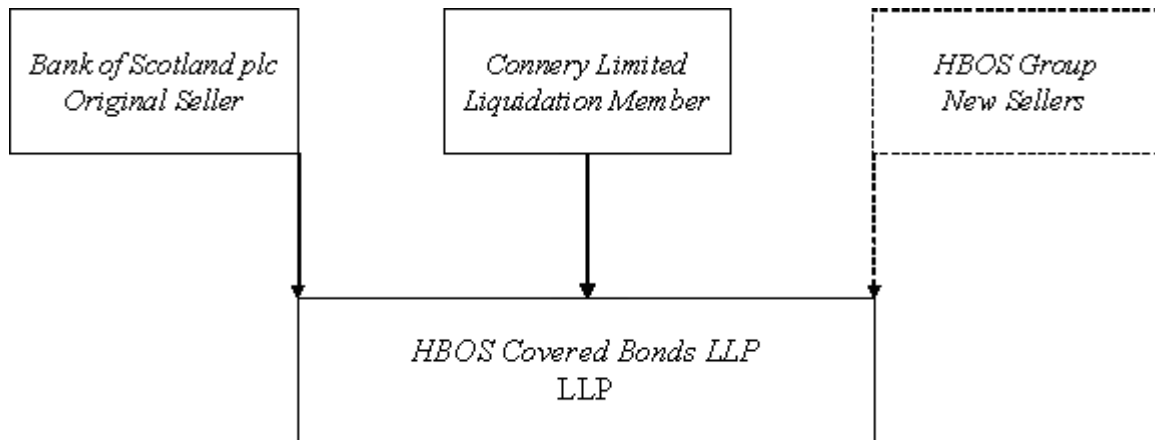 Bank of Scotland plc
Original Seller
Connery Limited
Liquidation Member
HBOS Group
New Sellers
HBOS Covered Bonds LLP
LLP